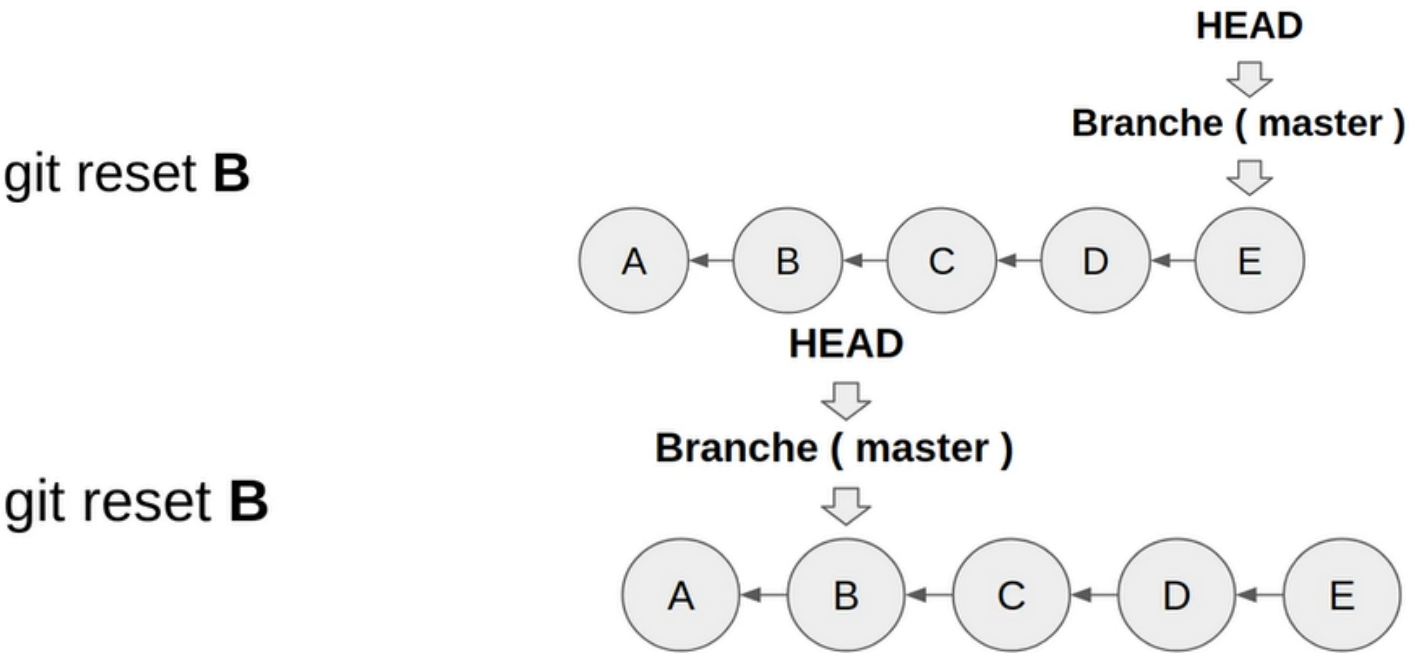 HEAD
Branche ( master )
git reset B
A B C D E
HEAD
Branche ( master )
git reset B
A B C D E